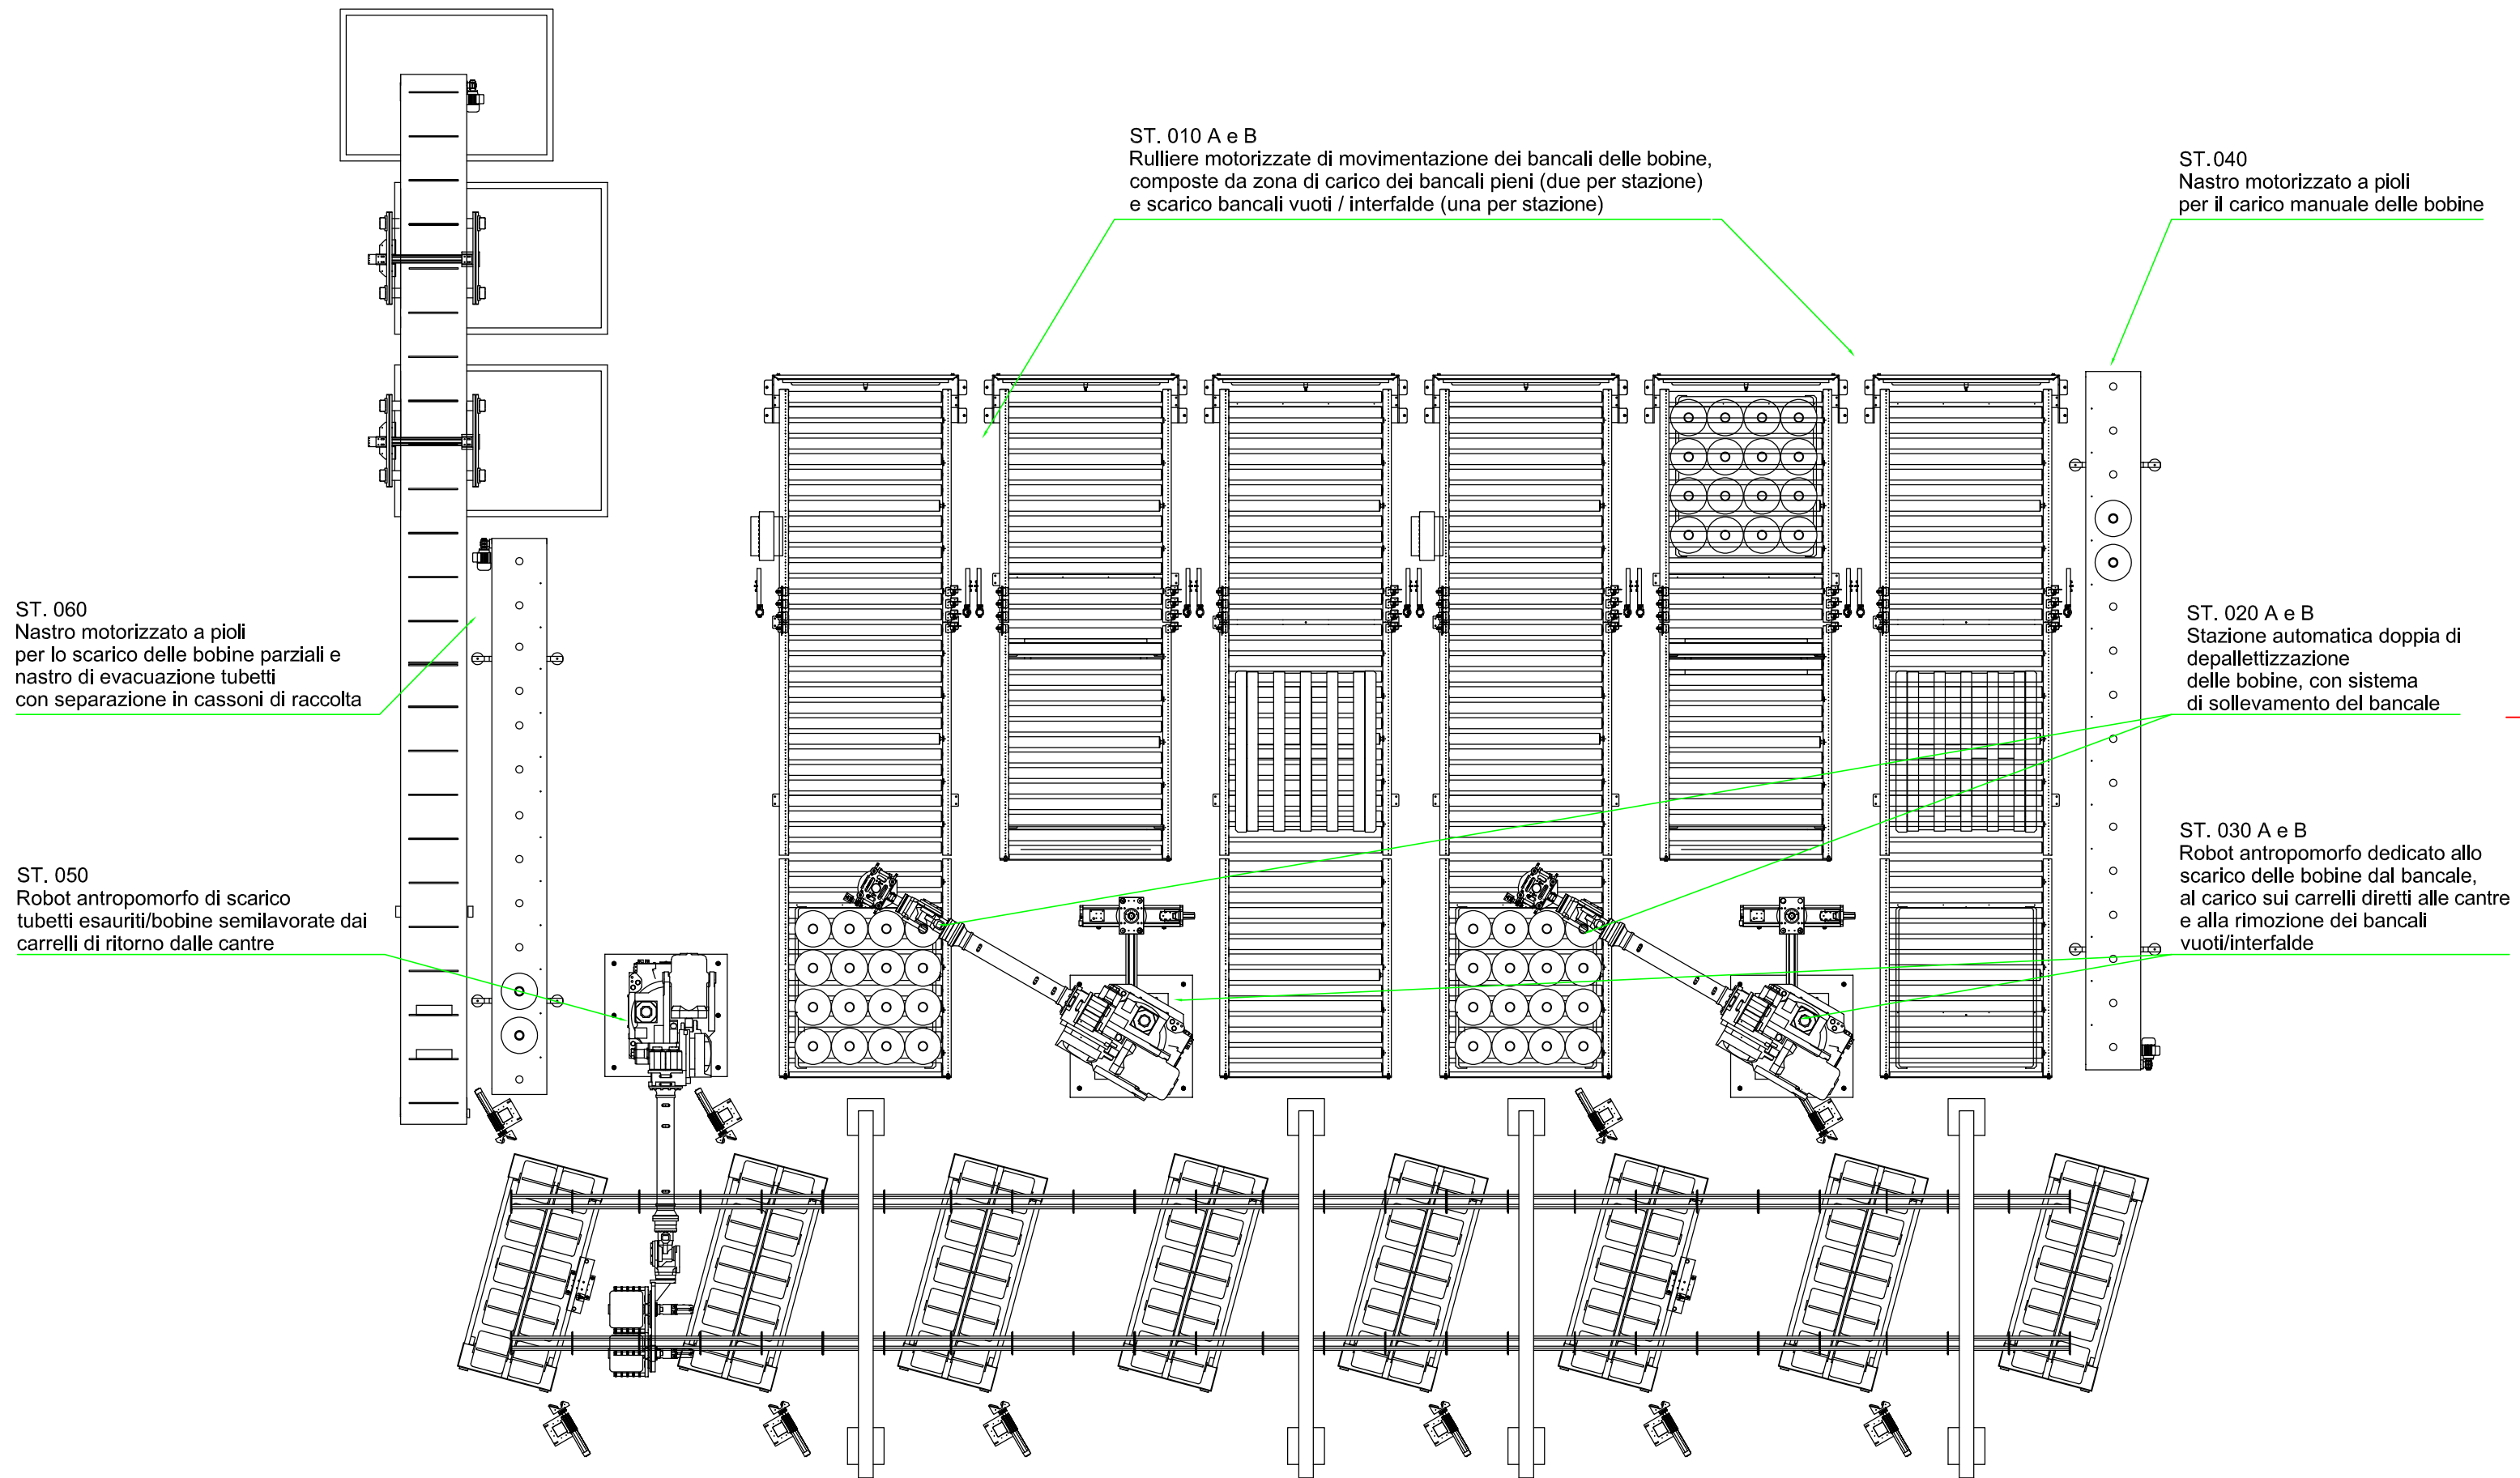 ST. 010 A e B
Rulliere motorizzate di movimentazione dei bancali delle bobine,
composte da zona di carico dei bancali pieni (due per stazione)
e scarico bancali vuoti / interfalde (una per stazione)
ST. 040
Nastro motorizzato a pioli
per il carico manuale delle bobine
ST. 060
Nastro motorizzato a pioli
per lo scarico delle bobine parziali e
nastro di evacuazione tubetti
con separazione in cassoni di raccolta
ST. 020 A e B
Stazione automatica doppia di
depallettizzazione
delle bobine, con sistema
di sollevamento del bancale
ST. 050
Robot antropomorfo di scarico
tubetti esauriti/bobine semilavorate dai
carrelli di ritorno dalle cantre
ST. 030 A e B
Robot antropomorfo dedicato allo
scarico delle bobine dal bancale,
al carico sui carrelli diretti alle cantre
e alla rimozione dei bancali
vuoti/interfalde